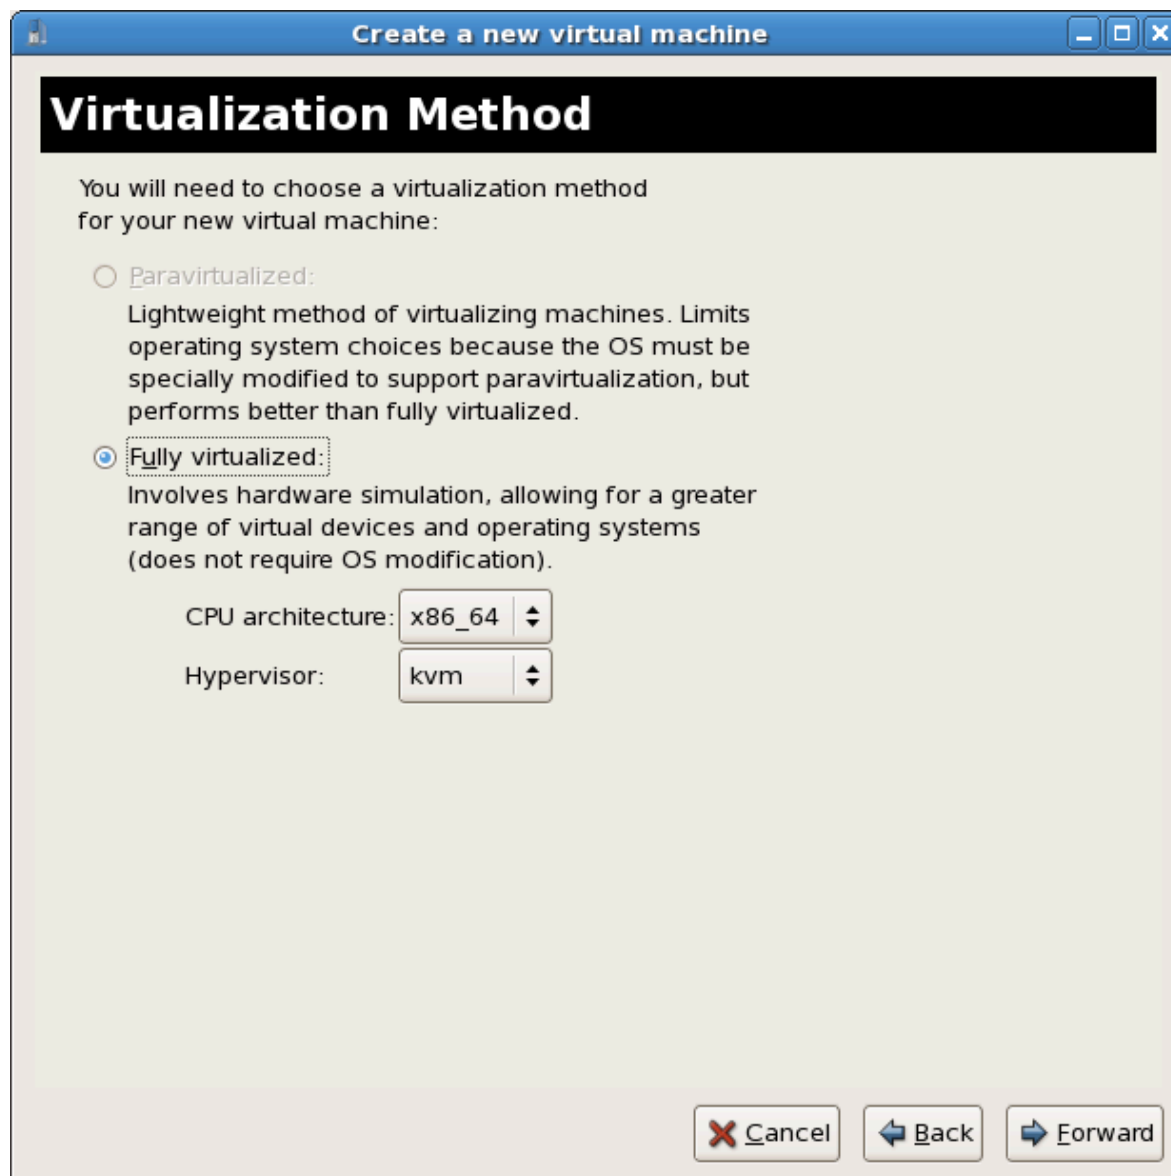 Create a new virtual machine
Virtualization Method
You will need to choose a virtualization method
for your new virtual machine:
Paravirtualized:
Lightweight method of virtualizing machines. Limits
operating system choices because the OS must be
specially modified to support paravirtualization, but
performs better than fully virtualized.
Fully virtualized:
Involves hardware simulation, allowing for a greater
range of virtual devices and operating systems
(does not require OS modification).
CPU architecture: x86_64
Hypervisor: kvm
Cancel Back Forward